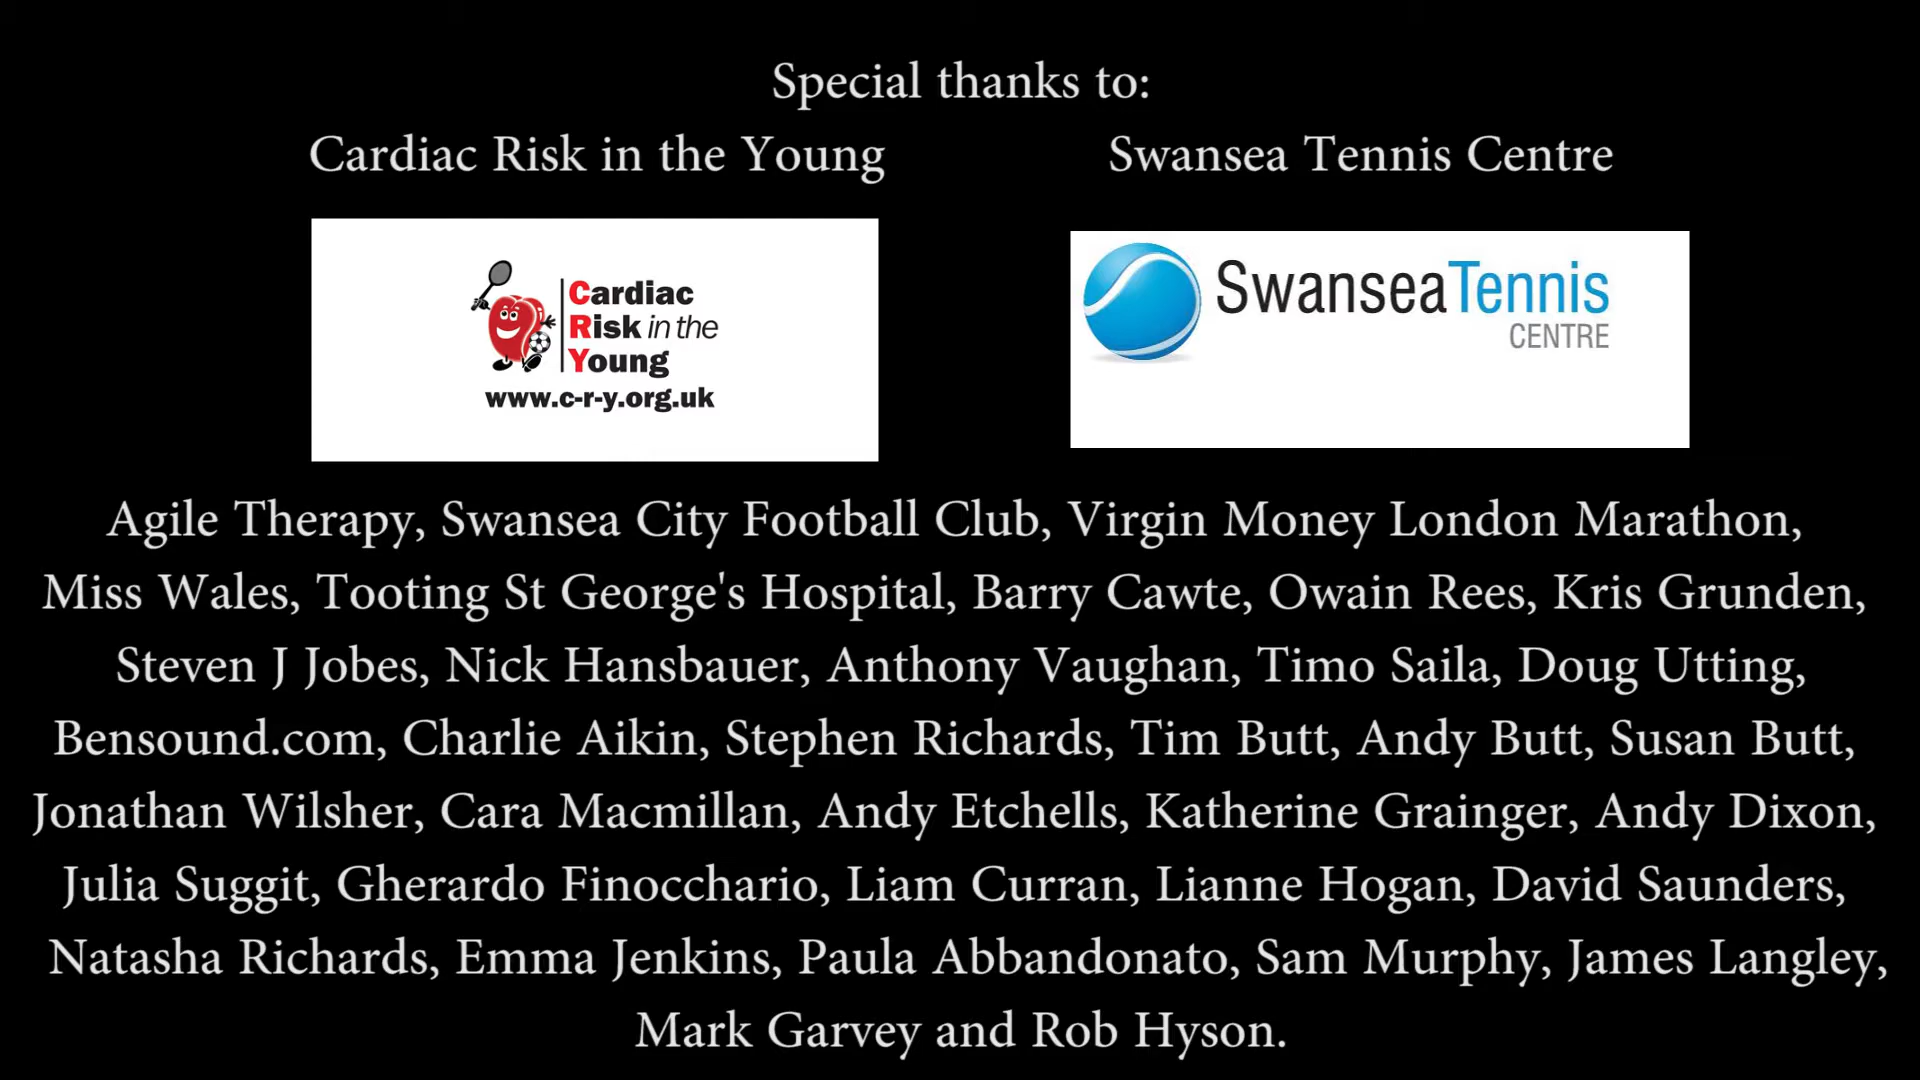 Special thanks to:
Cardiac Risk in the Young
Swansea Tennis Centre
Cardiac
Risk in the
Young
www.c-r-y.org.uk
SwanseaTennis
CENTRE
Agile Therapy, Swansea City Football Club, Virgin Money London Marathon,
Miss Wales, Tooting St George's Hospital, Barry Cawte, Owain Rees, Kris Grunden,
Steven J Jobes, Nick Hansbauer, Anthony Vaughan, Timo Saila, Doug Utting,
Bensound.com, Charlie Aikin, Stephen Richards, Tim Butt, Andy Butt, Susan Butt,
Jonathan Wilsher, Cara Macmillan, Andy Etchells, Katherine Grainger, Andy Dixon,
Julia Suggit, Gherardo Finocchario, Liam Curran, Lianne Hogan, David Saunders,
Natasha Richards, Emma Jenkins, Paula Abbandonato, Sam Murphy, James Langley,
Mark Garvey and Rob Hyson.